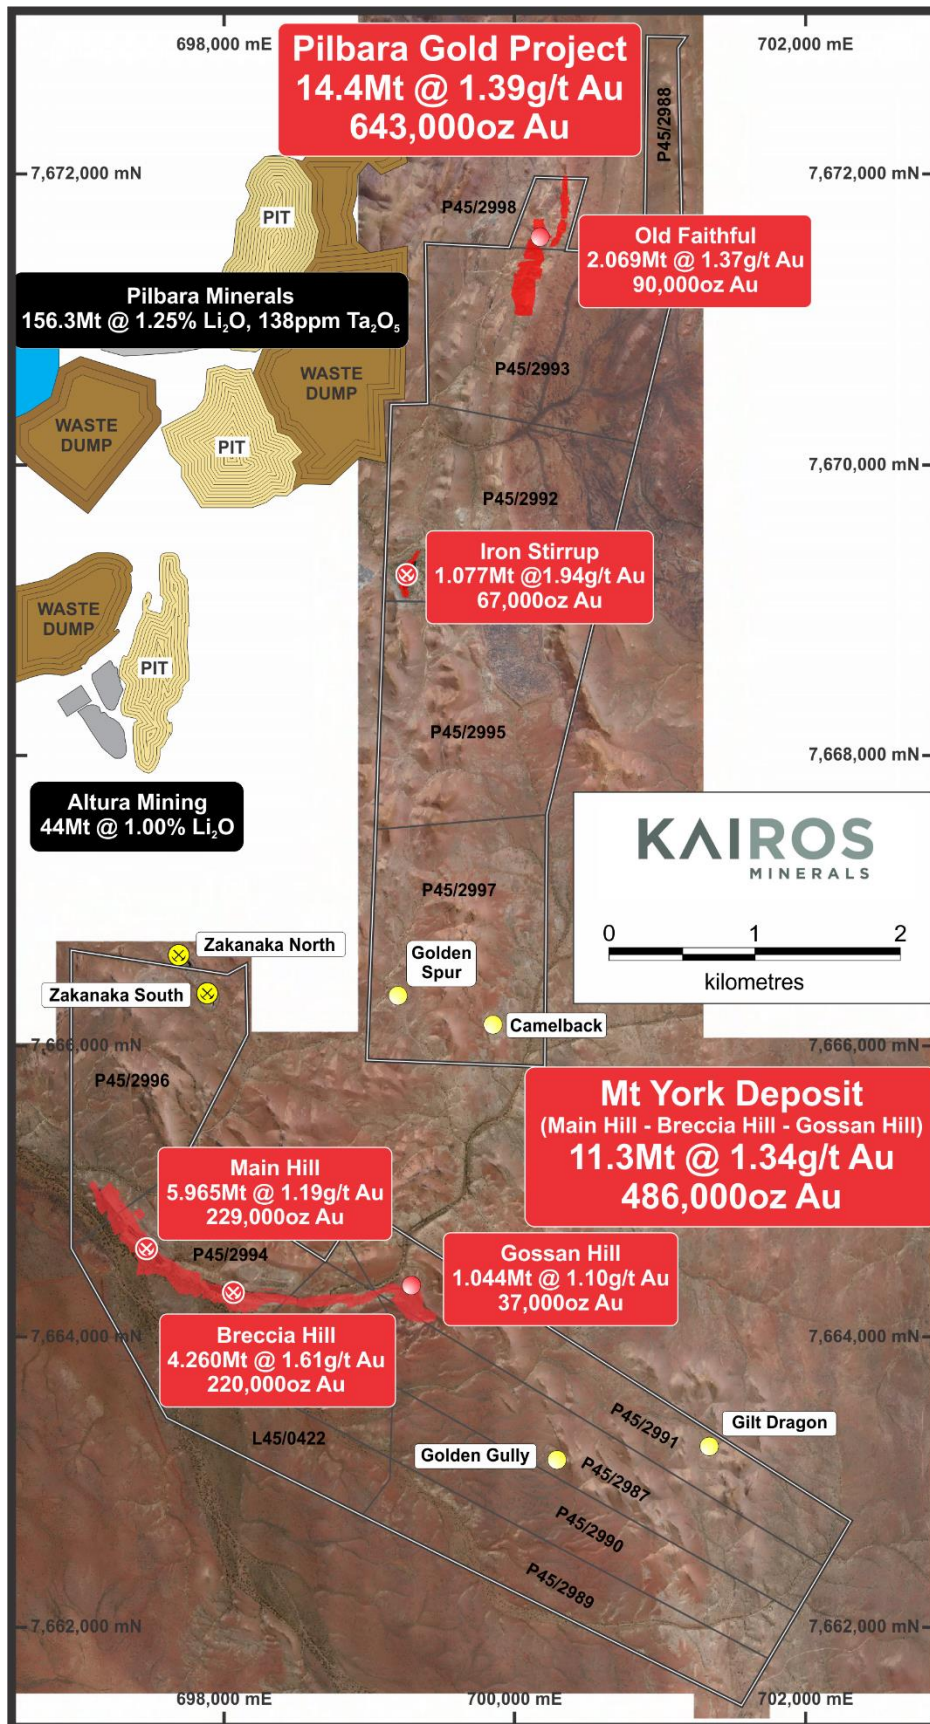 698,000 mE
702,000 mE
Pilbara Gold Project
14.4Mt @ 1.39g/t Au
643,000oz Au
P45/2988
7,672,000 mN
7,672,000 mN
PIT
P45/2998
Old Faithful
2.069Mt @ 1.37g/t Au
90,000oz Au
Pilbara Minerals
156.3Mt @ 1.25% Li₂O, 138ppm Ta₂O₅
P45/2993
WASTE
DUMP
WASTE
DUMP
PIT
7,670,000 mN
P45/2992
Iron Stirrup
1.077Mt @1.94g/t Au
67,000oz Au
WASTE
DUMP
PIT
P45/2995
7,668,000 mN
Altura Mining
44Mt @ 1.00% Li₂O
KAIROS
MINERALS
0 1 2
kilometres
P45/2997
Zakanaka North
Golden
Spur
Zakanaka South
Camelback
7,666,000 mN
7,666,000 mN
P45/2996
Mt York Deposit
(Main Hill - Breccia Hill - Gossan Hill)
11.3Mt @ 1.34g/t Au
486,000oz Au
Main Hill
5.965Mt @ 1.19g/t Au
229,000oz Au
P45/2994
Gossan Hill
1.044Mt @ 1.10g/t Au
37,000oz Au
Breccia Hill
4.260Mt @ 1.61g/t Au
220,000oz Au
7,664,000 mN
L45/0422
P45/2991
Gilt Dragon
Golden Gully
P45/2987
P45/2990
P45/2989
7,662,000 mN
7,662,000 mN
698,000 mE
700,000 mE
702,000 mE